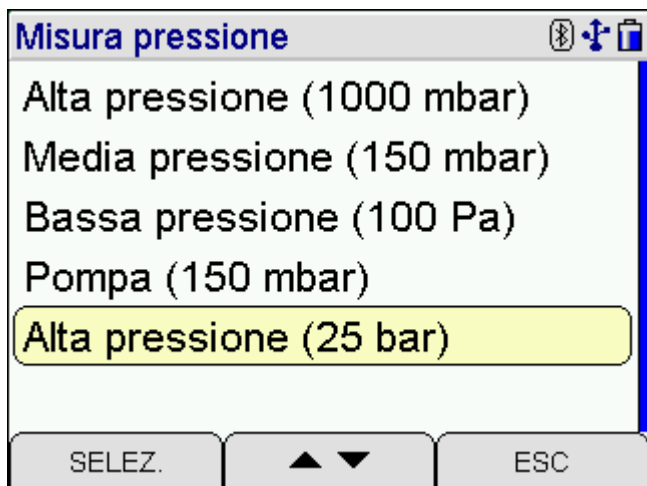 Misura pressione
Alta pressione (1000 mbar)
Media pressione (150 mbar)
Bassa pressione (100 Pa)
Pompa (150 mbar)
Alta pressione (25 bar)
SELEZ. ▲ ▼ ESC